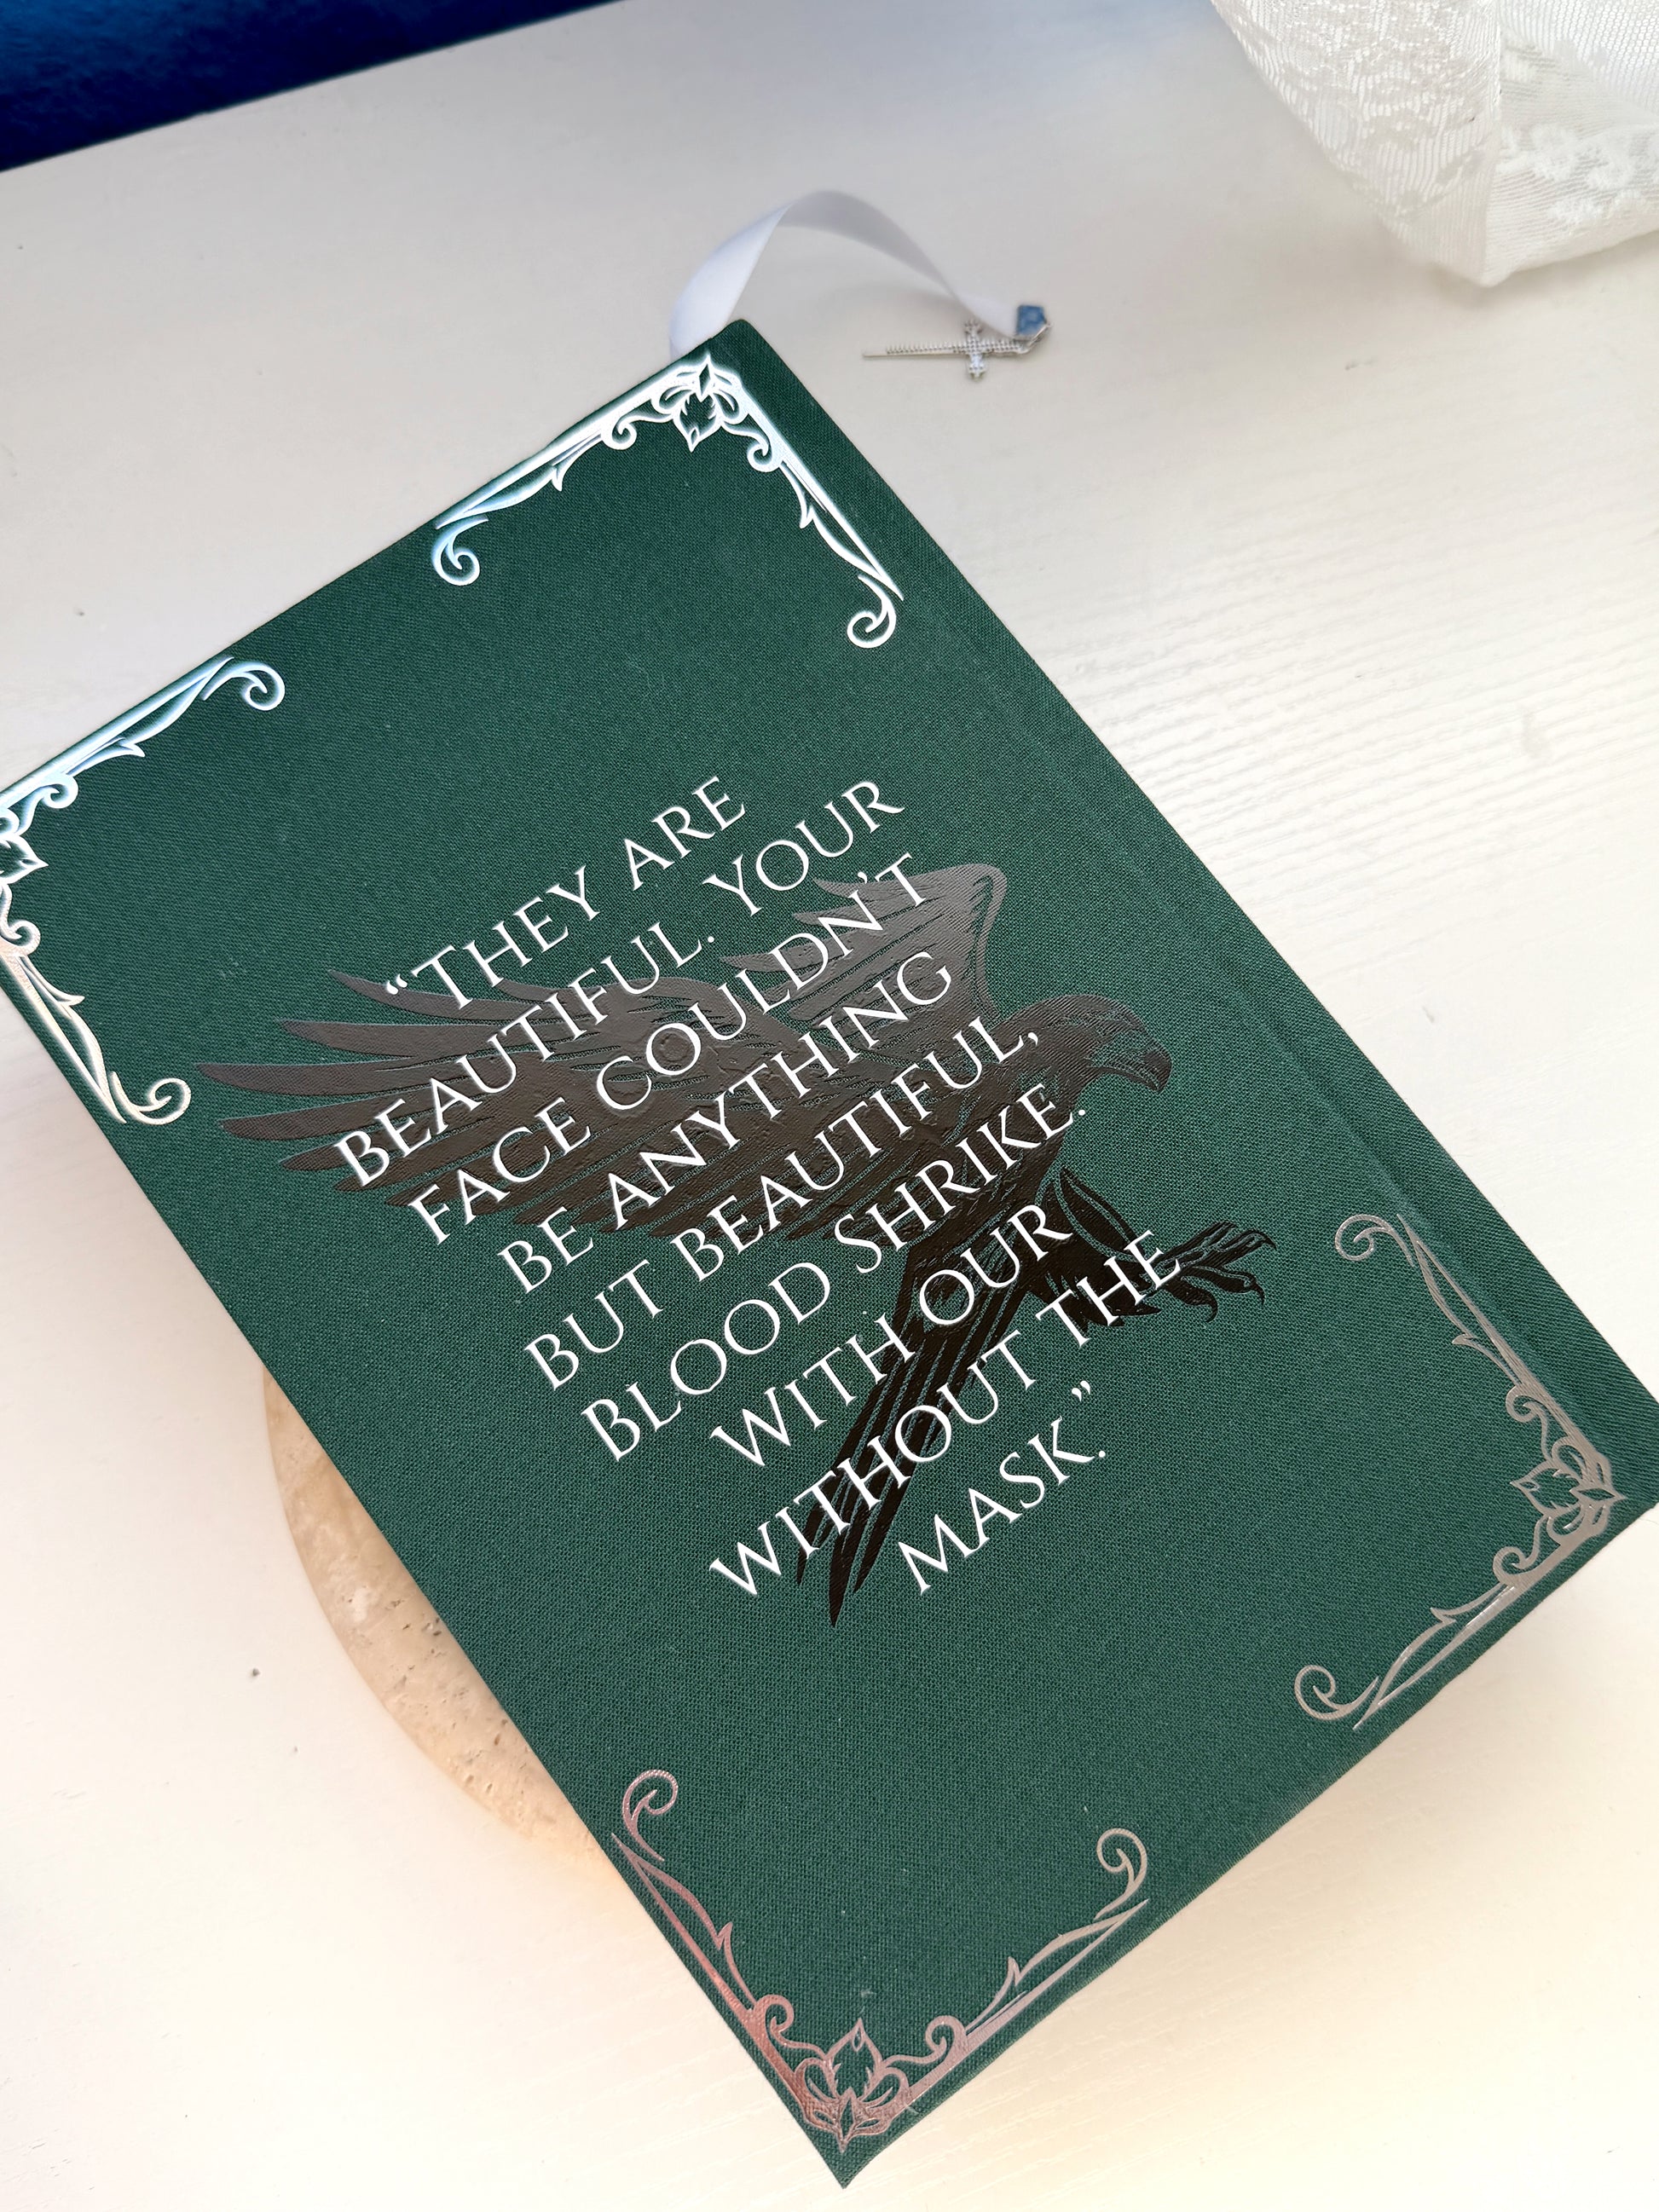 “THEY ARE
BEAUTIFUL. YOUR
FACE COULDN’T
BE ANYTHING
BUT BEAUTIFUL,
BLOOD SHRIKE.
WITH OUR
WITHOUT THE
MASK.”